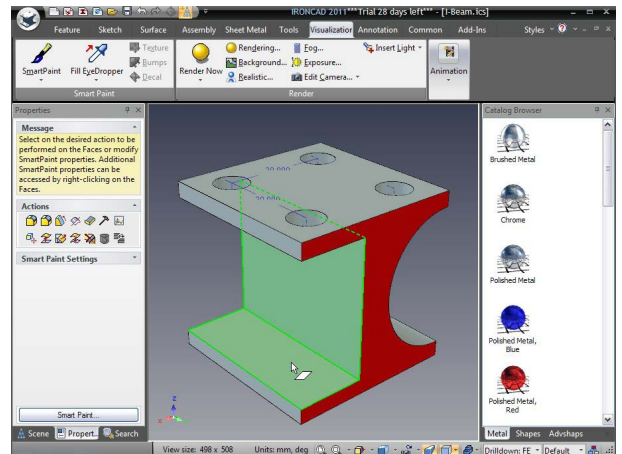 IRONCAD 2011***Trial 28 days left*** - [I-Beam.ics]
Feature Sketch Surface Assembly Sheet Metal Tools Visualization Annotation Common Add-Ins Styles
SmartPaint
Fill EyeDropper
Texture
Bumps
Decal
Smart Paint
Render Now
Rendering...
Background...
Realistic...
Fog...
Exposure...
Edit Camera...
Insert Light
Render
Animation
Properties
Message
Select on the desired action to be
performed on the Faces or modify
SmartPaint properties. Additional
SmartPaint properties can be
accessed by right-clicking on the
Faces.
Actions
Smart Paint Settings
Smart Paint...
Scene Propert... Search
z
x
Catalog Browser
Brushed Metal
Chrome
Polished Metal
Polished Metal,
Blue
Polished Metal,
Red
Metal Shapes Advshaps
View size: 498 x 508 Units: mm, deg Drilldown: FE Default